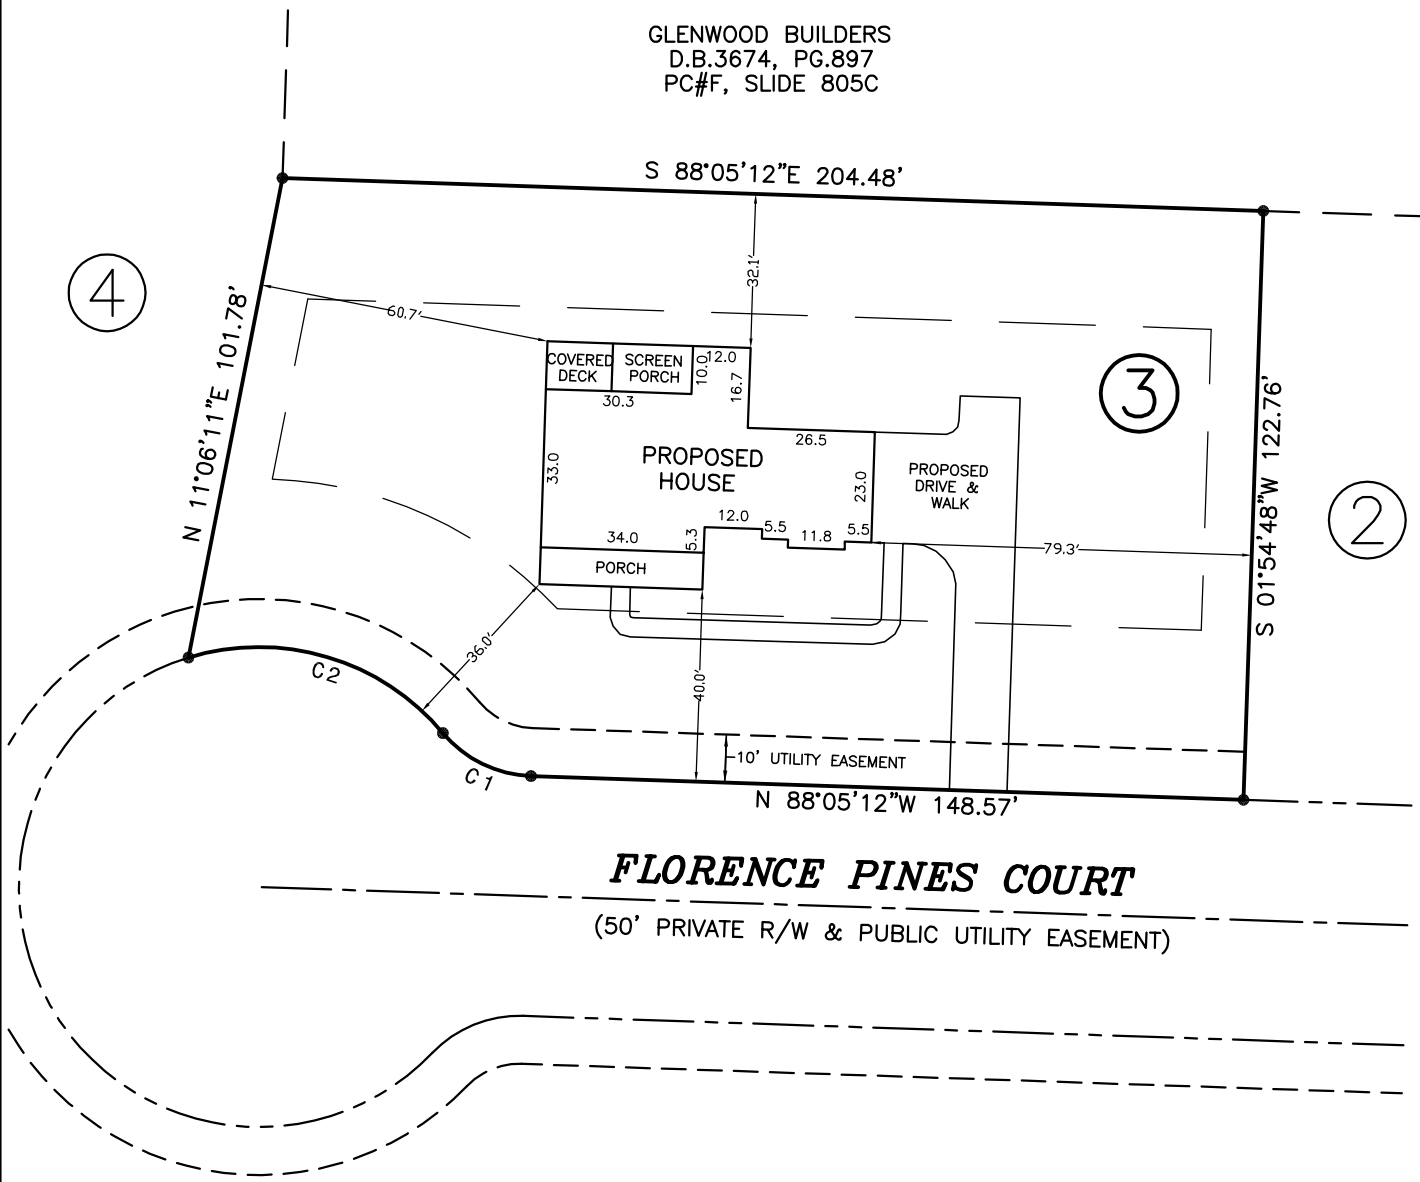 GLENWOOD BUILDERS
D.B.3674, PG.897
PC#F, SLIDE 805C
S 88°05'12"E 204.48'
4
N 11°06'11"E 101.78'
60.7'
32.1'
COVERED
DECK
SCREEN
PORCH
10.0
12.0
16.7
30.3
26.5
33.0
PROPOSED
HOUSE
23.0
PROPOSED
DRIVE &
WALK
3
S 01°54'48"W 122.76'
2
12.0
5.5
11.8
5.5
34.0
5.3
PORCH
79.3'
36.0'
40.0'
C2
C1
10' UTILITY EASEMENT
N 88°05'12"W 148.57'
FLORENCE PINES COURT
(50' PRIVATE R/W & PUBLIC UTILITY EASEMENT)